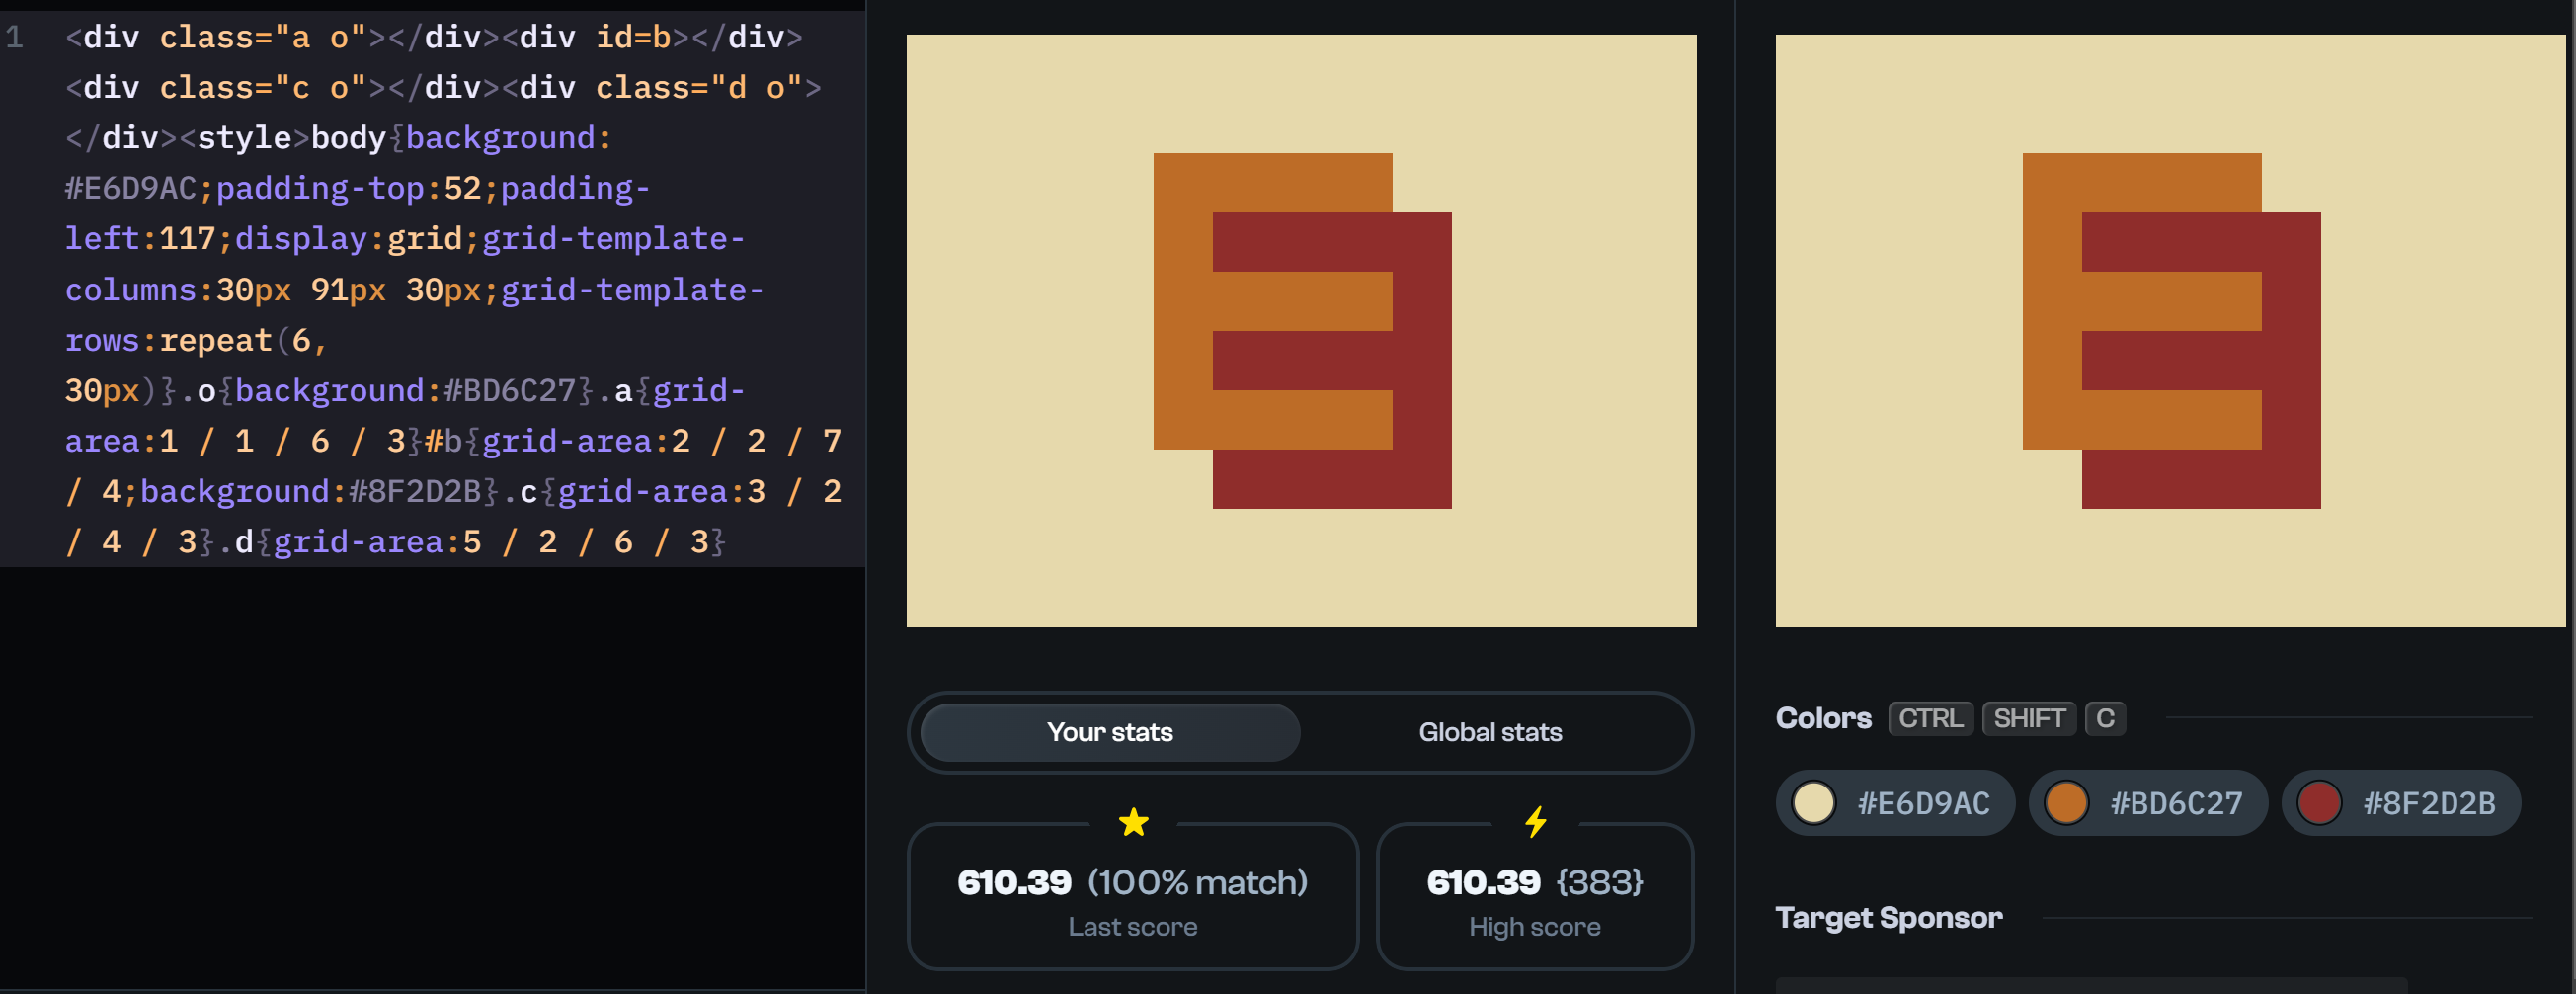 1 <div class="a o"></div><div id=b></div>
<div class="c o"></div><div class="d o">
</div><style>body{background:
#E6D9AC;padding-top:52;padding-
left:117;display:grid;grid-template-
columns:30px 91px 30px;grid-template-
rows:repeat(6,
30px)}.o{background:#BD6C27}.a{grid-
area:1 / 1 / 6 / 3}#b{grid-area:2 / 2 / 7
/ 4;background:#8F2D2B}.c{grid-area:3 / 2
/ 4 / 3}.d{grid-area:5 / 2 / 6 / 3}
Your stats
Global stats
610.39 (100% match)
Last score
610.39 {383}
High score
Colors CTRL SHIFT C
#E6D9AC
#BD6C27
#8F2D2B
Target Sponsor